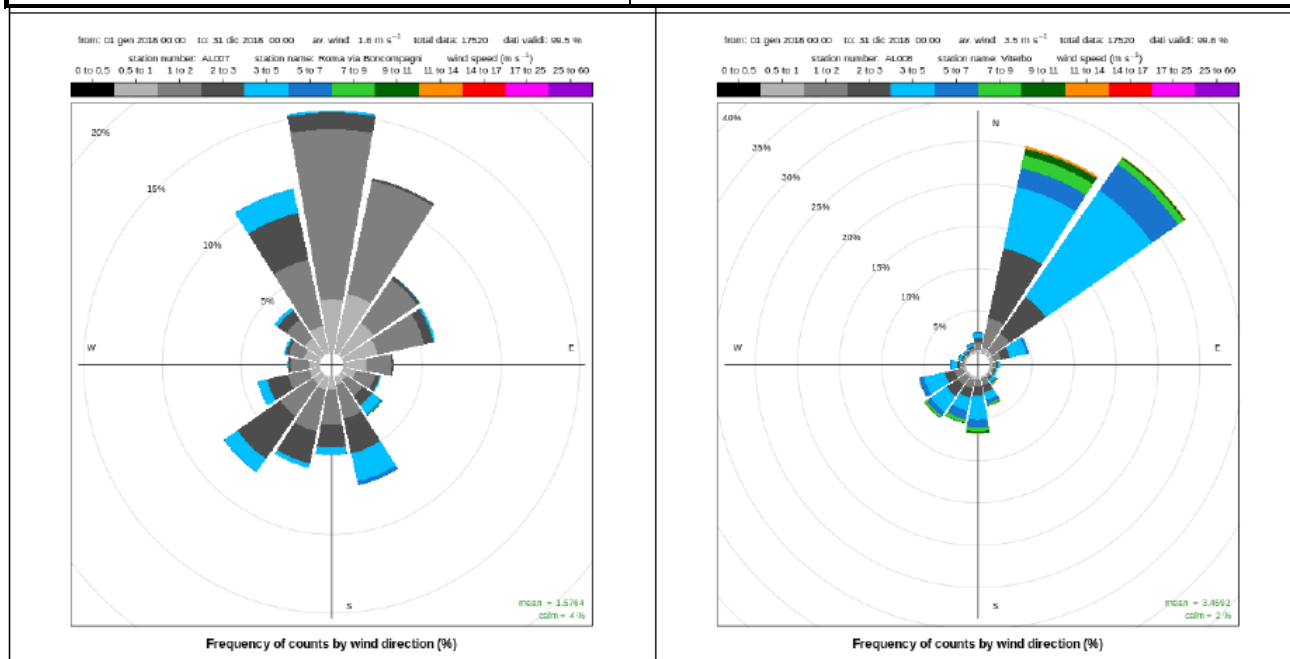 from: 01 gen 2018 00:00 to: 31 dic 2018 00:00 av. wind: 1.6 m s⁻¹ total data: 17520 dati validi: 99.5 %
station number: AL007 station name: Roma via Boncompagni wind speed (m s⁻¹)
0 to 0.5 0.5 to 1 1 to 2 2 to 3 3 to 5 5 to 7 7 to 9 9 to 11 11 to 14 14 to 17 17 to 25 25 to 60
20%
15%
10%
5%
W
E
S
mean = 1.5764
calm = 4 %
Frequency of counts by wind direction (%)
from: 01 gen 2018 00:00 to: 31 dic 2018 00:00 av. wind: 3.5 m s⁻¹ total data: 17520 dati validi: 99.6 %
station number: AL008 station name: Viterbo wind speed (m s⁻¹)
0 to 0.5 0.5 to 1 1 to 2 2 to 3 3 to 5 5 to 7 7 to 9 9 to 11 11 to 14 14 to 17 17 to 25 25 to 60
40%
N
35%
30%
25%
20%
15%
10%
5%
W
E
S
mean = 3.4592
calm = 2 %
Frequency of counts by wind direction (%)